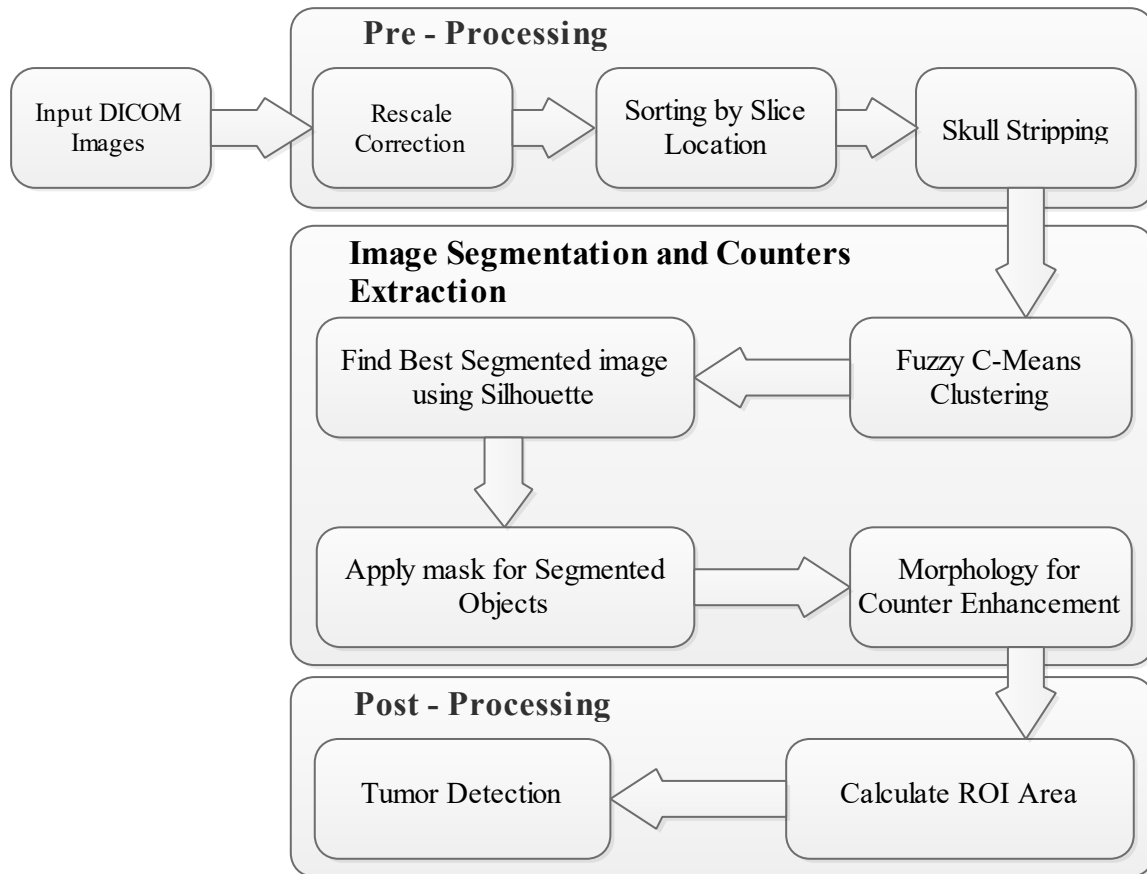 Pre - Processing
Input DICOM
Images
Rescale
Correction
Sorting by Slice
Location
Skull Stripping
Image Segmentation and Counters
Extraction
Fuzzy C-Means
Clustering
Find Best Segmented image
using Silhouette
Apply mask for Segmented
Objects
Morphology for
Counter Enhancement
Post - Processing
Calculate ROI Area
Tumor Detection